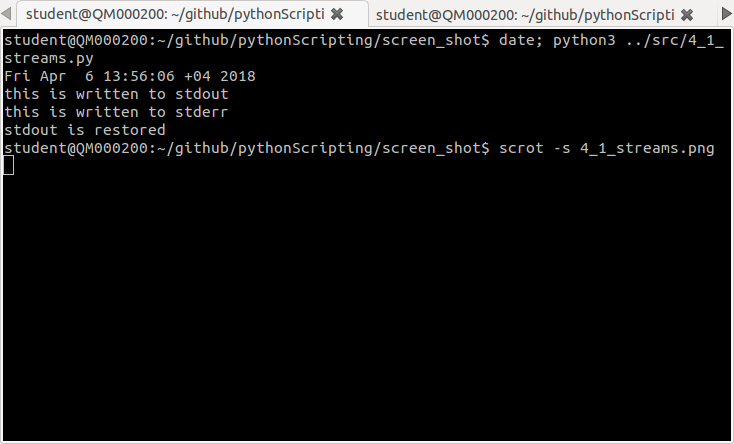 student@QM000200: ~/github/pythonScripti student@QM000200: ~/github/pythonScripti
student@QM000200:~/github/pythonScripting/screen_shot$ date; python3 ../src/4_1_
streams.py
Fri Apr  6 13:56:06 +04 2018
this is written to stdout
this is written to stderr
stdout is restored
student@QM000200:~/github/pythonScripting/screen_shot$ scrot -s 4_1_streams.png